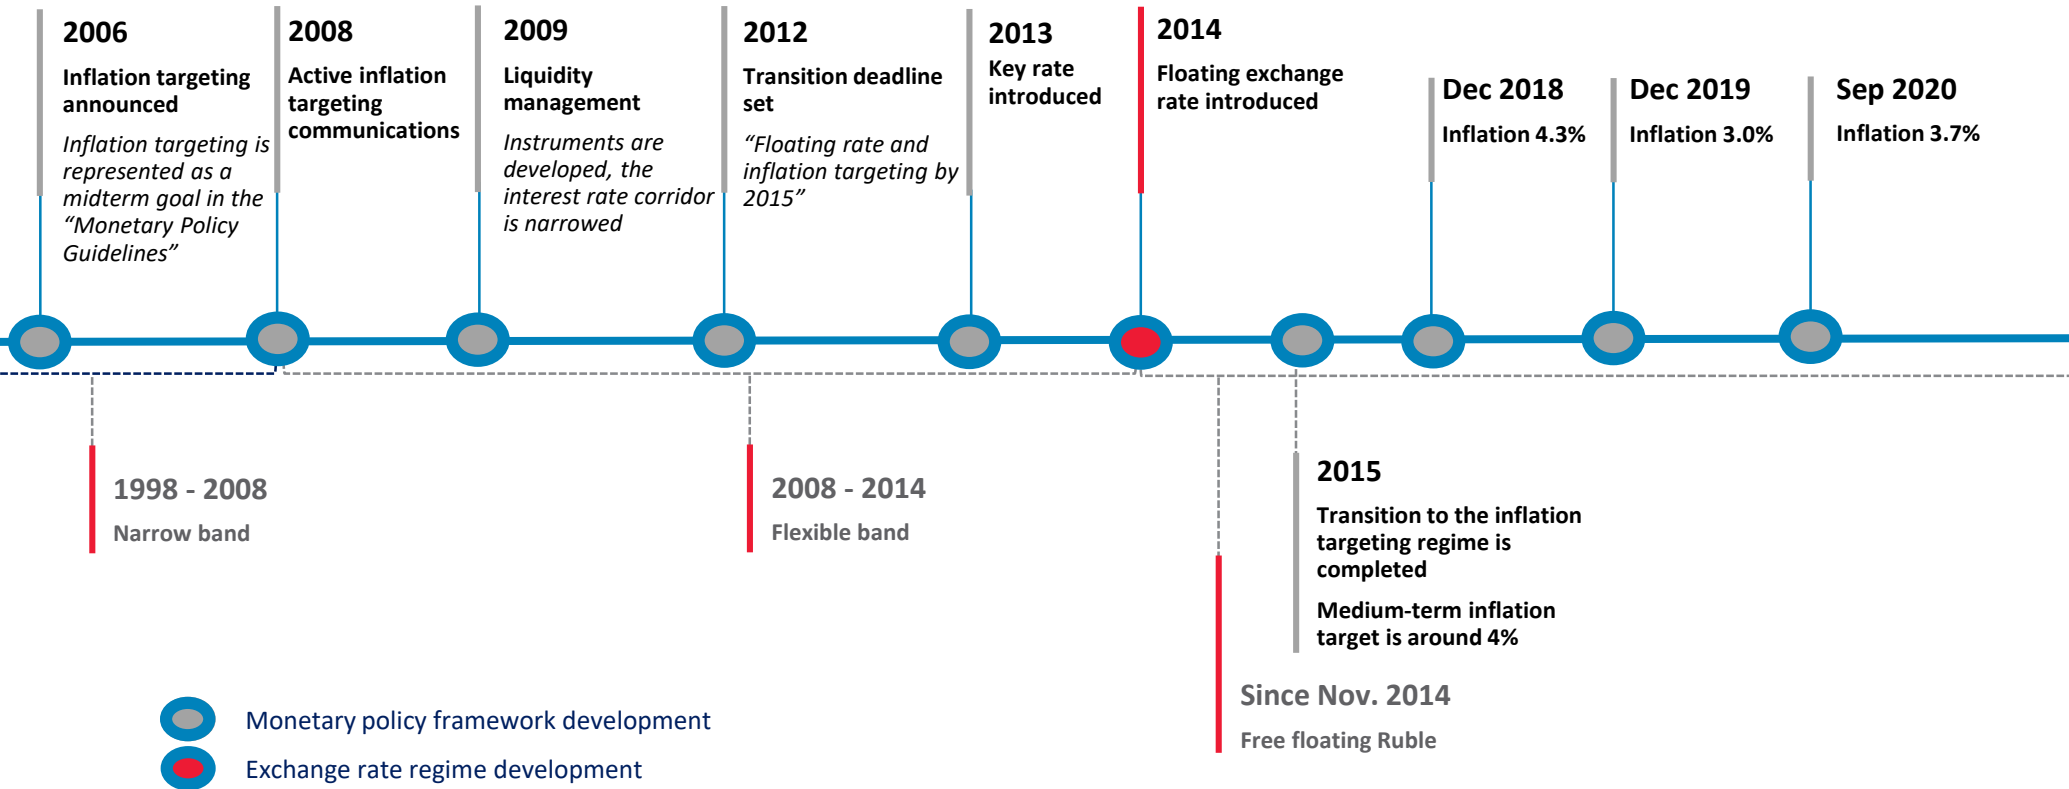 2006
Inflation targeting
announced
Inflation targeting is
represented as a
midterm goal in the
“Monetary Policy
Guidelines”
2008
Active inflation
targeting
communications
2009
Liquidity
management
Instruments are
developed, the
interest rate corridor
is narrowed
2012
Transition deadline
set
“Floating rate and
inflation targeting by
2015”
2013
Key rate
introduced
2014
Floating exchange
rate introduced
Dec 2018
Inflation 4.3%
Dec 2019
Inflation 3.0%
Sep 2020
Inflation 3.7%
1998 - 2008
Narrow band
2008 - 2014
Flexible band
2015
Transition to the inflation
targeting regime is
completed
Medium-term inflation
target is around 4%
Since Nov. 2014
Free floating Ruble
Monetary policy framework development
Exchange rate regime development